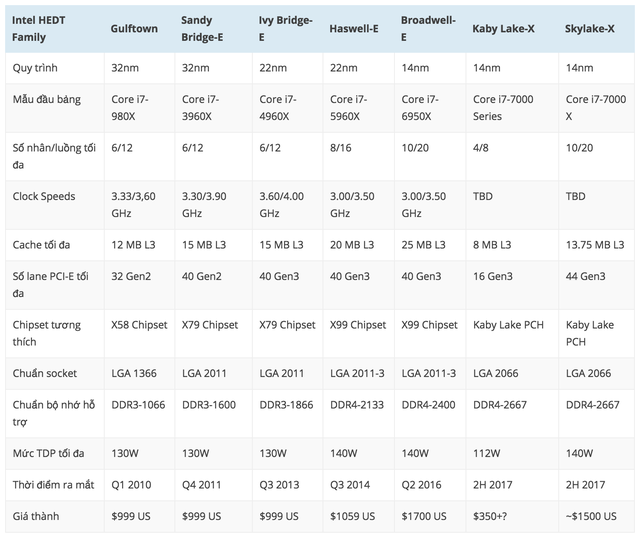 Intel HEDT Family Gulftown Sandy Bridge-E Ivy Bridge-E Haswell-E Broadwell-E Kaby Lake-X Skylake-X
Quy trình 32nm 32nm 22nm 22nm 14nm 14nm 14nm
Mẫu đầu bảng Core i7-980X Core i7-3960X Core i7-4960X Core i7-5960X Core i7-6950X Core i7-7000 Series Core i7-7000 X
Số nhân/luồng tối đa 6/12 6/12 6/12 8/16 10/20 4/8 10/20
Clock Speeds 3.33/3,60 GHz 3.30/3.90 GHz 3.60/4.00 GHz 3.00/3.50 GHz 3.00/3.50 GHz TBD TBD
Cache tối đa 12 MB L3 15 MB L3 15 MB L3 20 MB L3 25 MB L3 8 MB L3 13.75 MB L3
Số lane PCI-E tối đa 32 Gen2 40 Gen2 40 Gen3 40 Gen3 40 Gen3 16 Gen3 44 Gen3
Chipset tương thích X58 Chipset X79 Chipset X79 Chipset X99 Chipset X99 Chipset Kaby Lake PCH Kaby Lake PCH
Chuẩn socket LGA 1366 LGA 2011 LGA 2011 LGA 2011-3 LGA 2011-3 LGA 2066 LGA 2066
Chuẩn bộ nhớ hỗ trợ DDR3-1066 DDR3-1600 DDR3-1866 DDR4-2133 DDR4-2400 DDR4-2667 DDR4-2667
Mức TDP tối đa 130W 130W 130W 140W 140W 112W 140W
Thời điểm ra mắt Q1 2010 Q4 2011 Q3 2013 Q3 2014 Q2 2016 2H 2017 2H 2017
Giá thành $999 US $999 US $999 US $1059 US $1700 US $350+? ~$1500 US